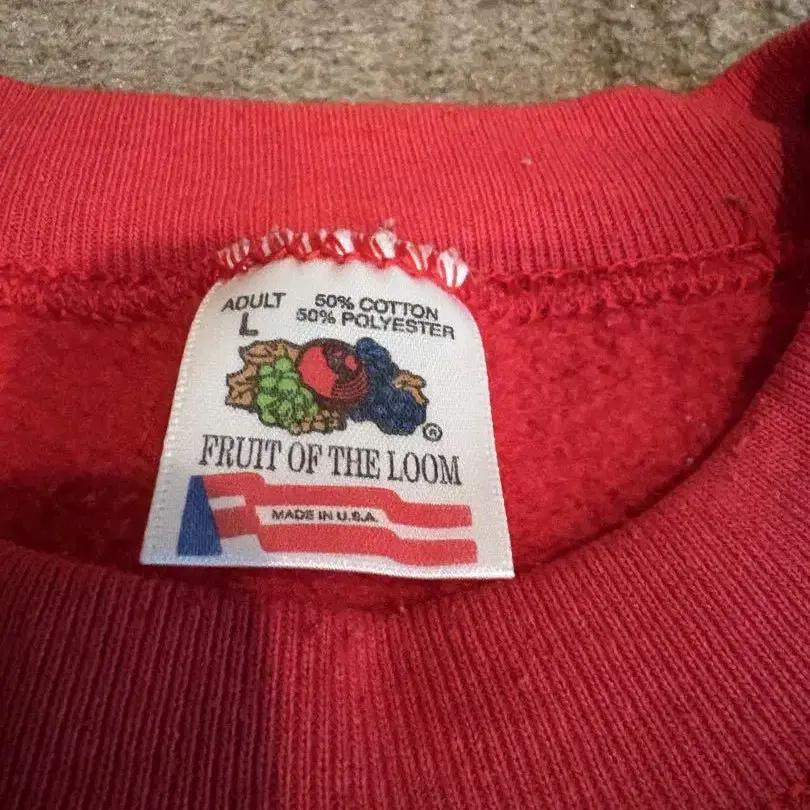 ADULT
L
50% COTTON
50% POLYESTER
®
FRUIT OF THE LOOM
MADE IN U.S.A.